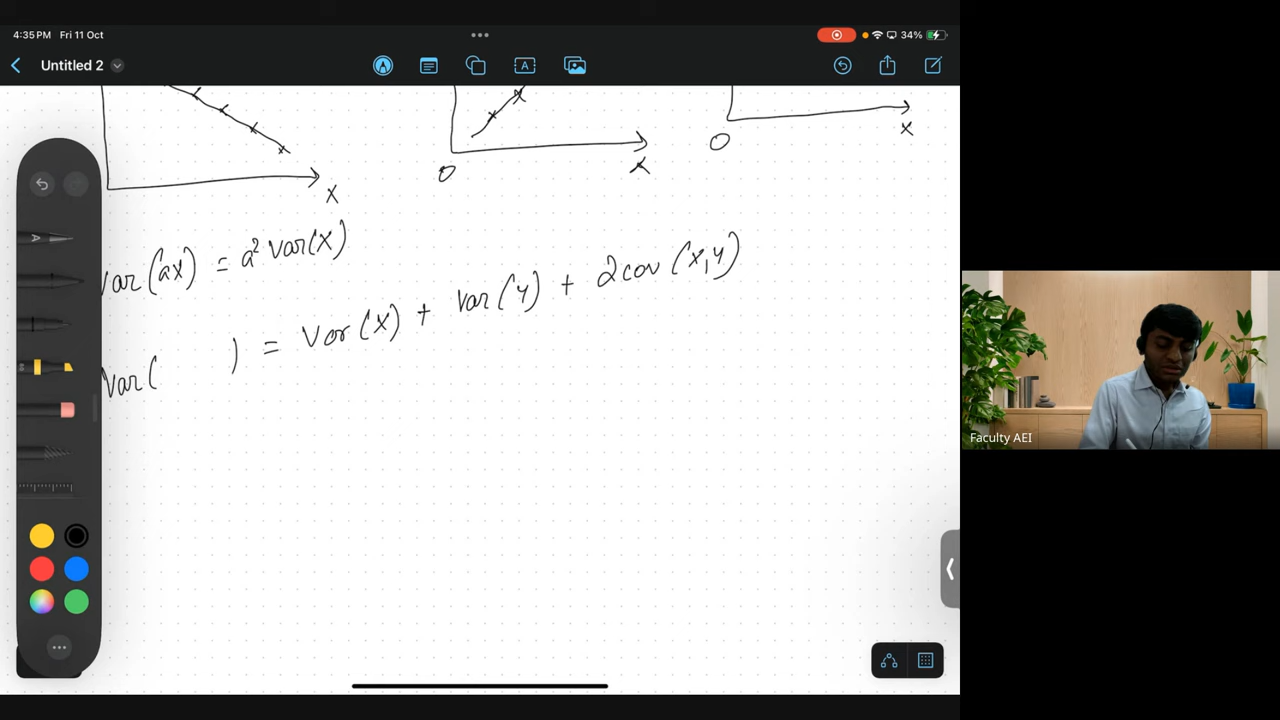 4:35 PM Fri 11 Oct
34%
Untitled 2
A
x
O
x
O
x
A
var(ax) = a² var(x)
var( ) = var(x) + var(y) + 2cov(x,y)
Faculty AEI